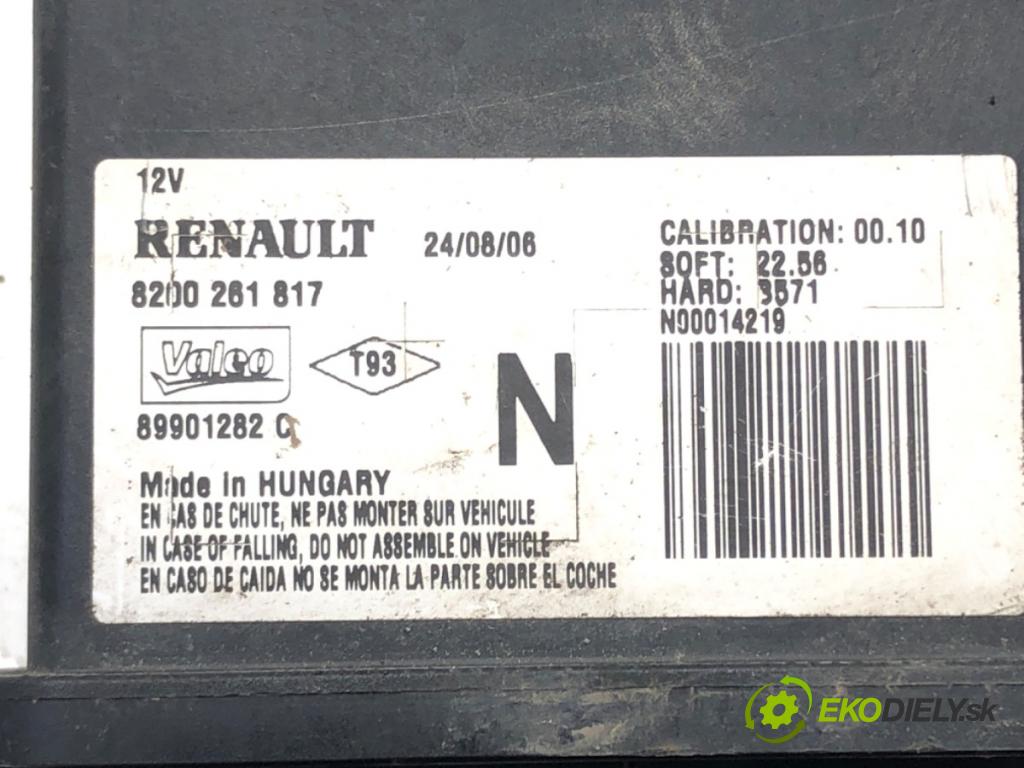 12V
RENAULT
24/08/06
8200 261 817
Valeo
T93
N
89901282 C
Made in HUNGARY
EN CAS DE CHUTE, NE PAS MONTER SUR VEHICULE
IN CASE OF FALLING, DO NOT ASSEMBLE ON VEHICLE
EN CASO DE CAIDA NO SE MONTA LA PARTE SOBRE EL COCHE
CALIBRATION: 00.10
SOFT: 22.56
HARD: 3571
N00014219
EKODIELY.sk